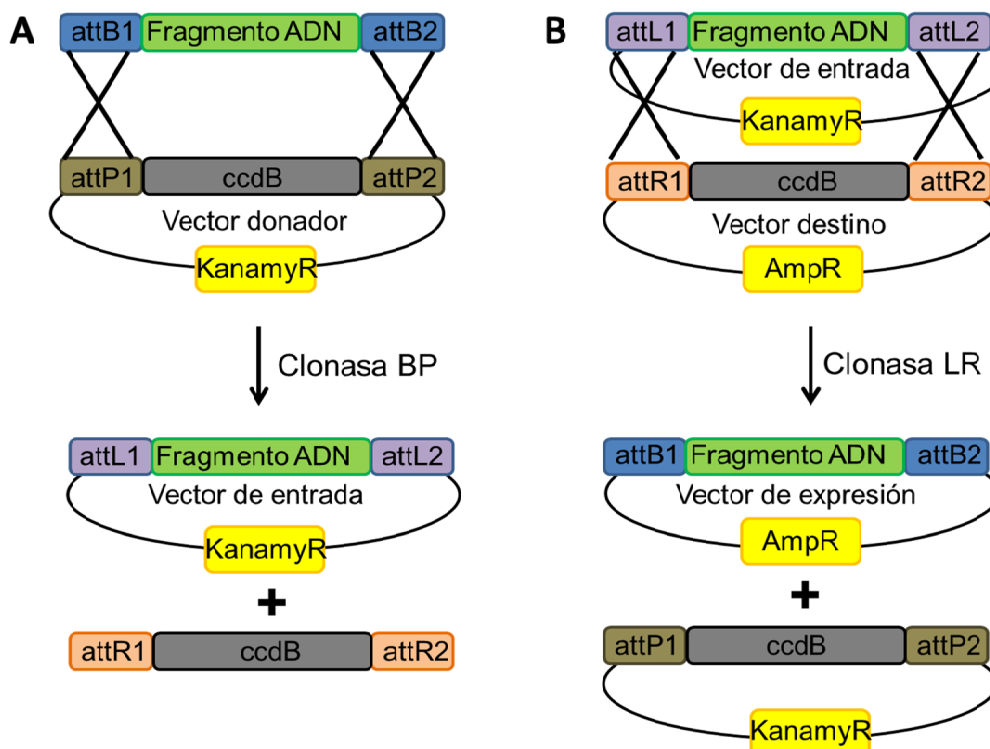 A
attB1 Fragmento ADN attB2
attP1 ccdB attP2
Vector donador
KanamyR
Clonasa BP
attL1 Fragmento ADN attL2
Vector de entrada
KanamyR
+
attR1 ccdB attR2
B
attL1 Fragmento ADN attL2
Vector de entrada
KanamyR
attR1 ccdB attR2
Vector destino
AmpR
Clonasa LR
attB1 Fragmento ADN attB2
Vector de expresión
AmpR
+
attP1 ccdB attP2
KanamyR